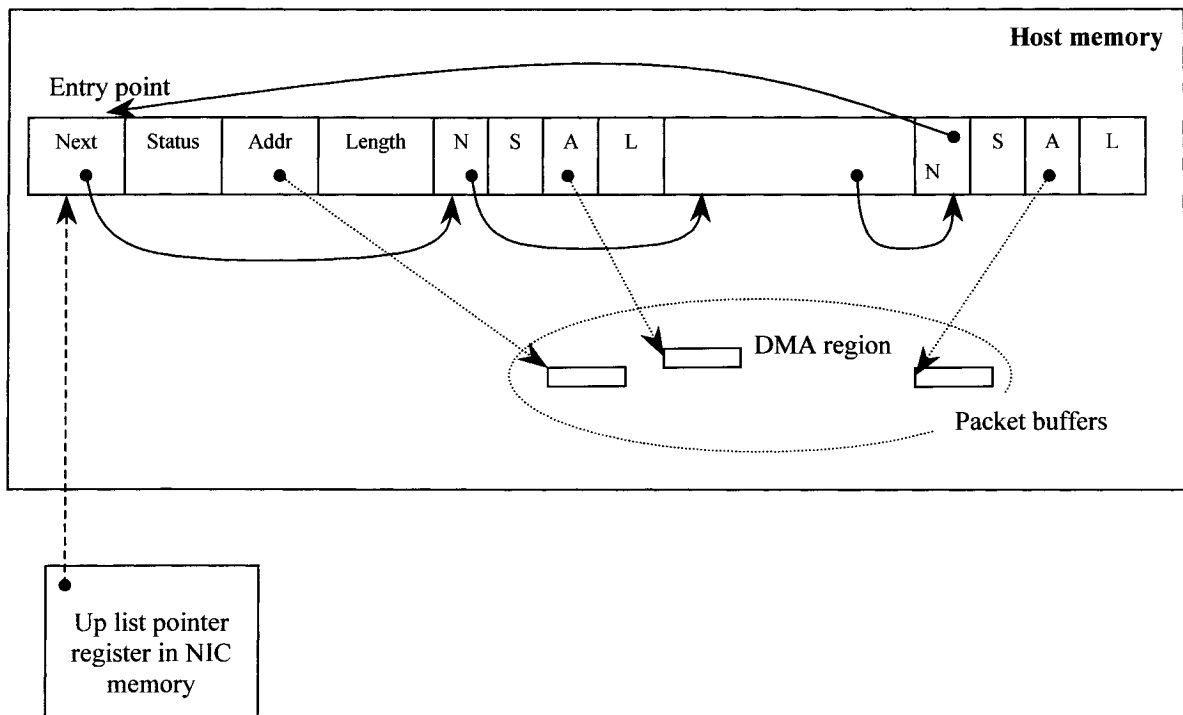 Host memory
Entry point
Next Status Addr Length N S A L N S A L
DMA region
Packet buffers
Up list pointer
register in NIC
memory